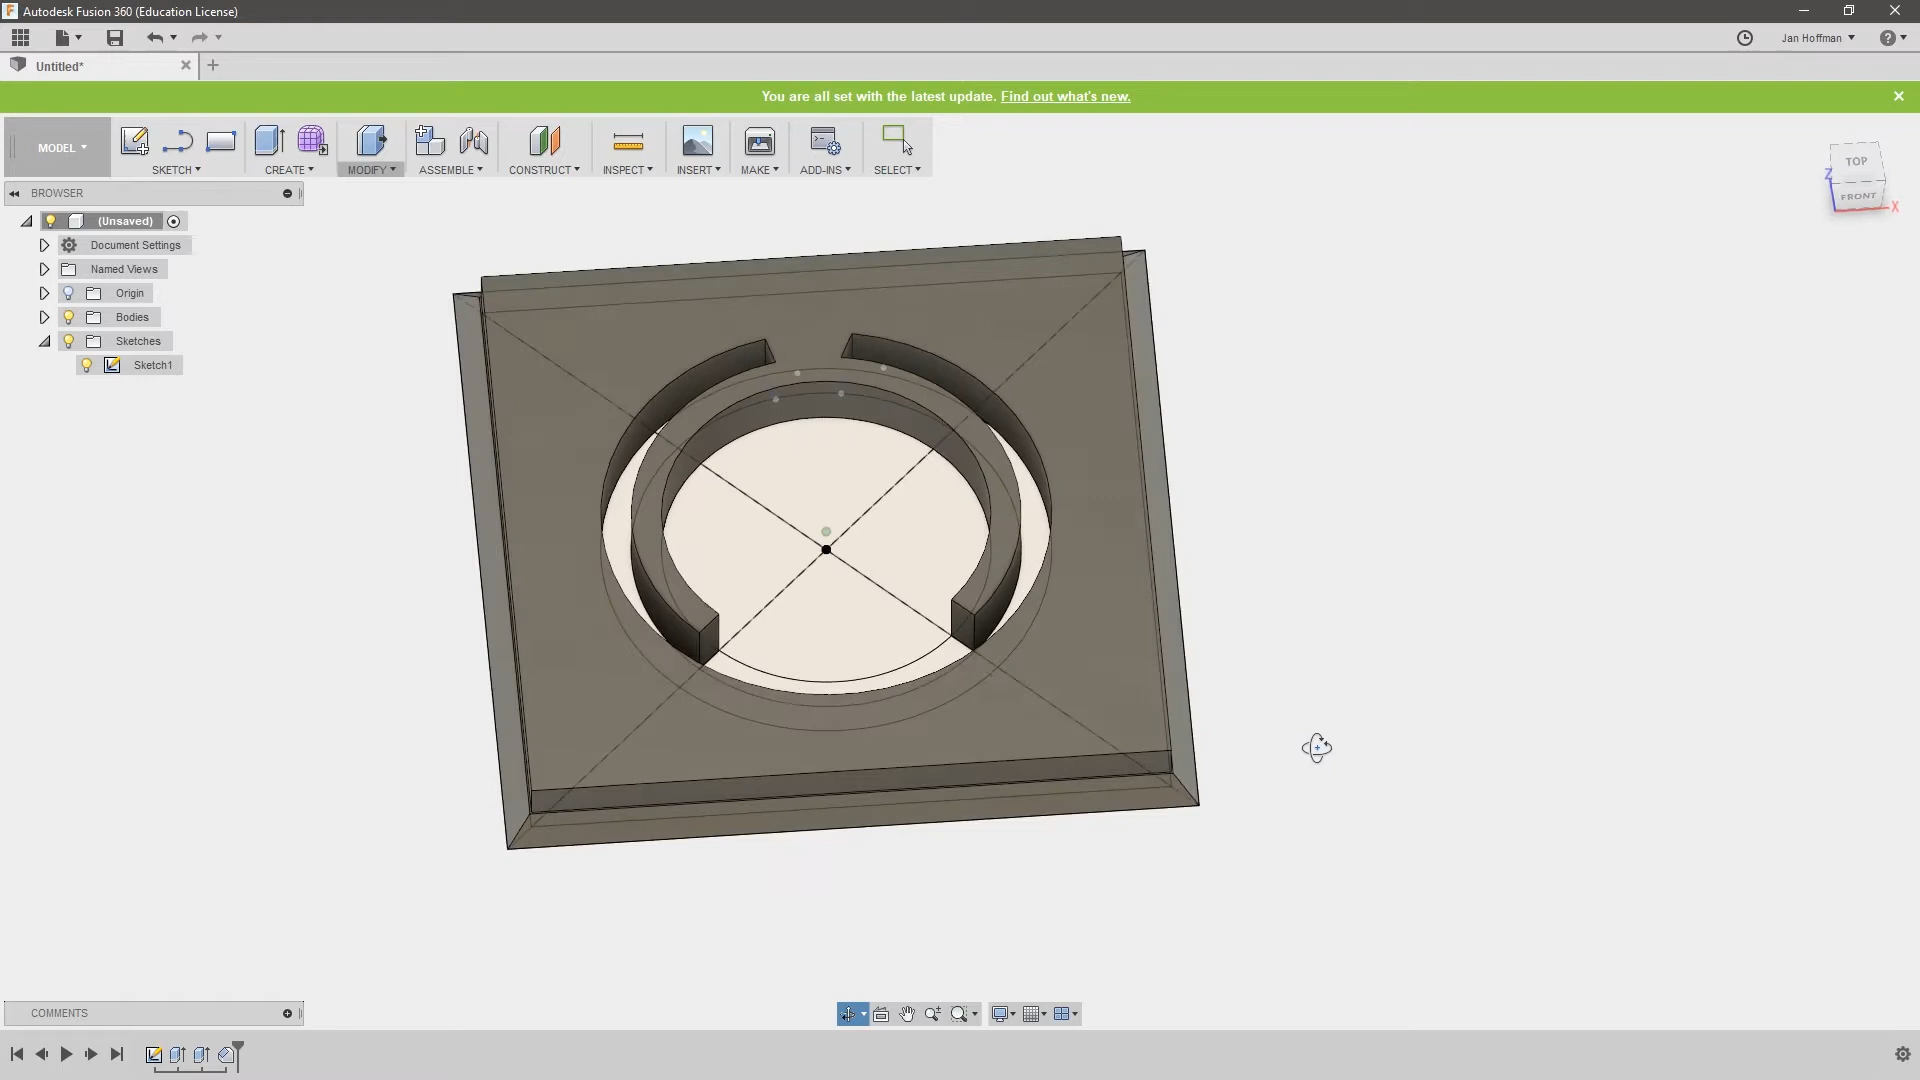 Autodesk Fusion 360 (Education License)
Jan Hoffman
Untitled*
You are all set with the latest update. Find out what's new.
MODEL
SKETCH
CREATE
MODIFY
ASSEMBLE
CONSTRUCT
INSPECT
INSERT
MAKE
ADD-INS
SELECT
TOP
Z
FRONT
X
BROWSER
(Unsaved)
Document Settings
Named Views
Origin
Bodies
Sketches
Sketch1
COMMENTS